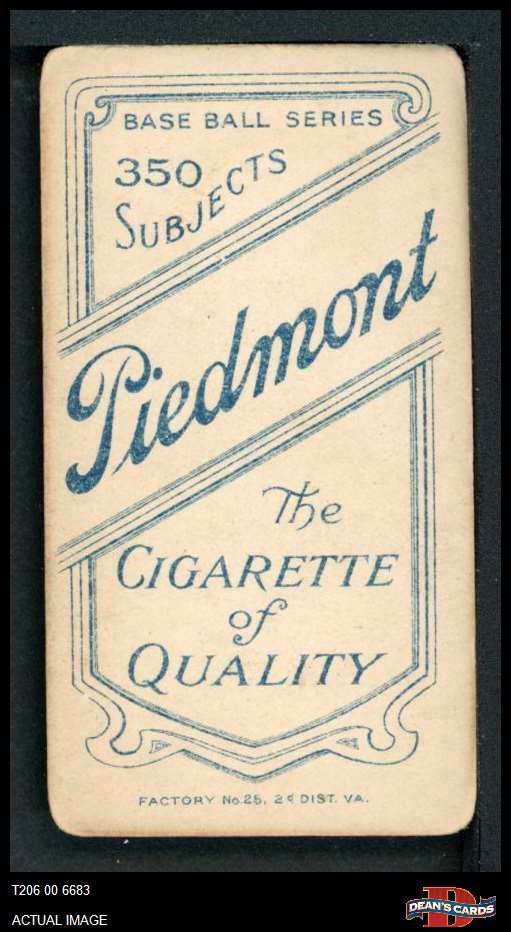 BASE BALL SERIES
350
SUBJECTS
Piedmont
The
CIGARETTE
of
QUALITY
FACTORY No. 25, 2¢ DIST. VA.
T206 00 6683
ACTUAL IMAGE
D
DEAN'S CARDS